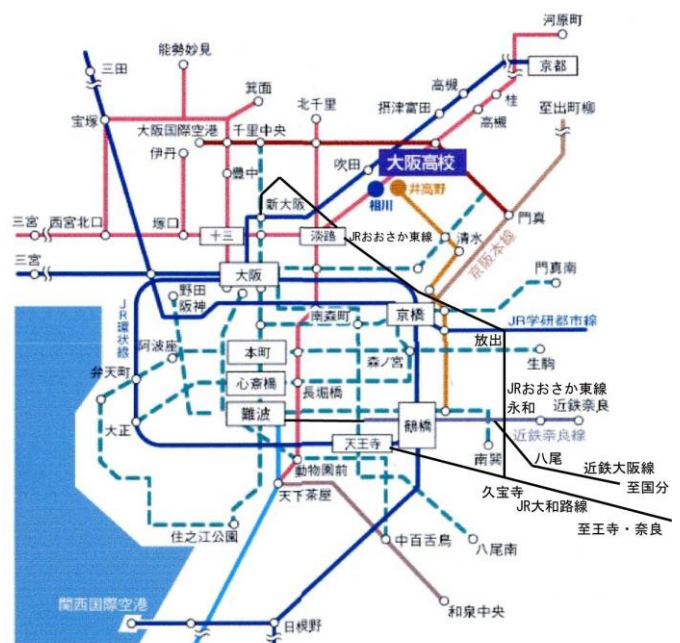 河原町
能勢妙見
京都
三田
箕面
高槻
桂
北千里
摂津富田
高槻
至出町柳
宝塚
大阪国際空港
千里中央
伊丹
大阪高校
豊中
吹田
相川
井高野
新大阪
門真
三宮
西宮北口
塚口
十三
淡路
JRおおさか東線
清水
京阪本線
三宮
大阪
門真南
野田
阪神
JR環状線
南森町
京橋
JR学研都市線
放出
阿波座
本町
森ノ宮
生駒
弁天町
心斎橋
長堀橋
JRおおさか東線
永和
近鉄奈良
難波
鶴橋
近鉄奈良線
大正
天王寺
南巽
八尾
近鉄大阪線
動物園前
至国分
天下茶屋
久宝寺
JR大和路線
至王寺・奈良
住之江公園
中百舌鳥
八尾南
関西国際空港
日根野
和泉中央